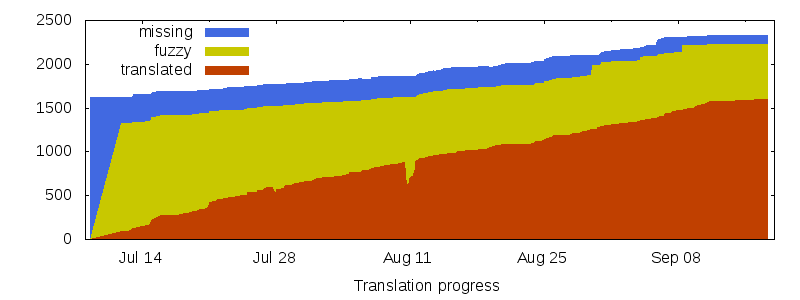 2500
2000
1500
1000
500
0
missing
fuzzy
translated
Jul 14 Jul 28 Aug 11 Aug 25 Sep 08
Translation progress